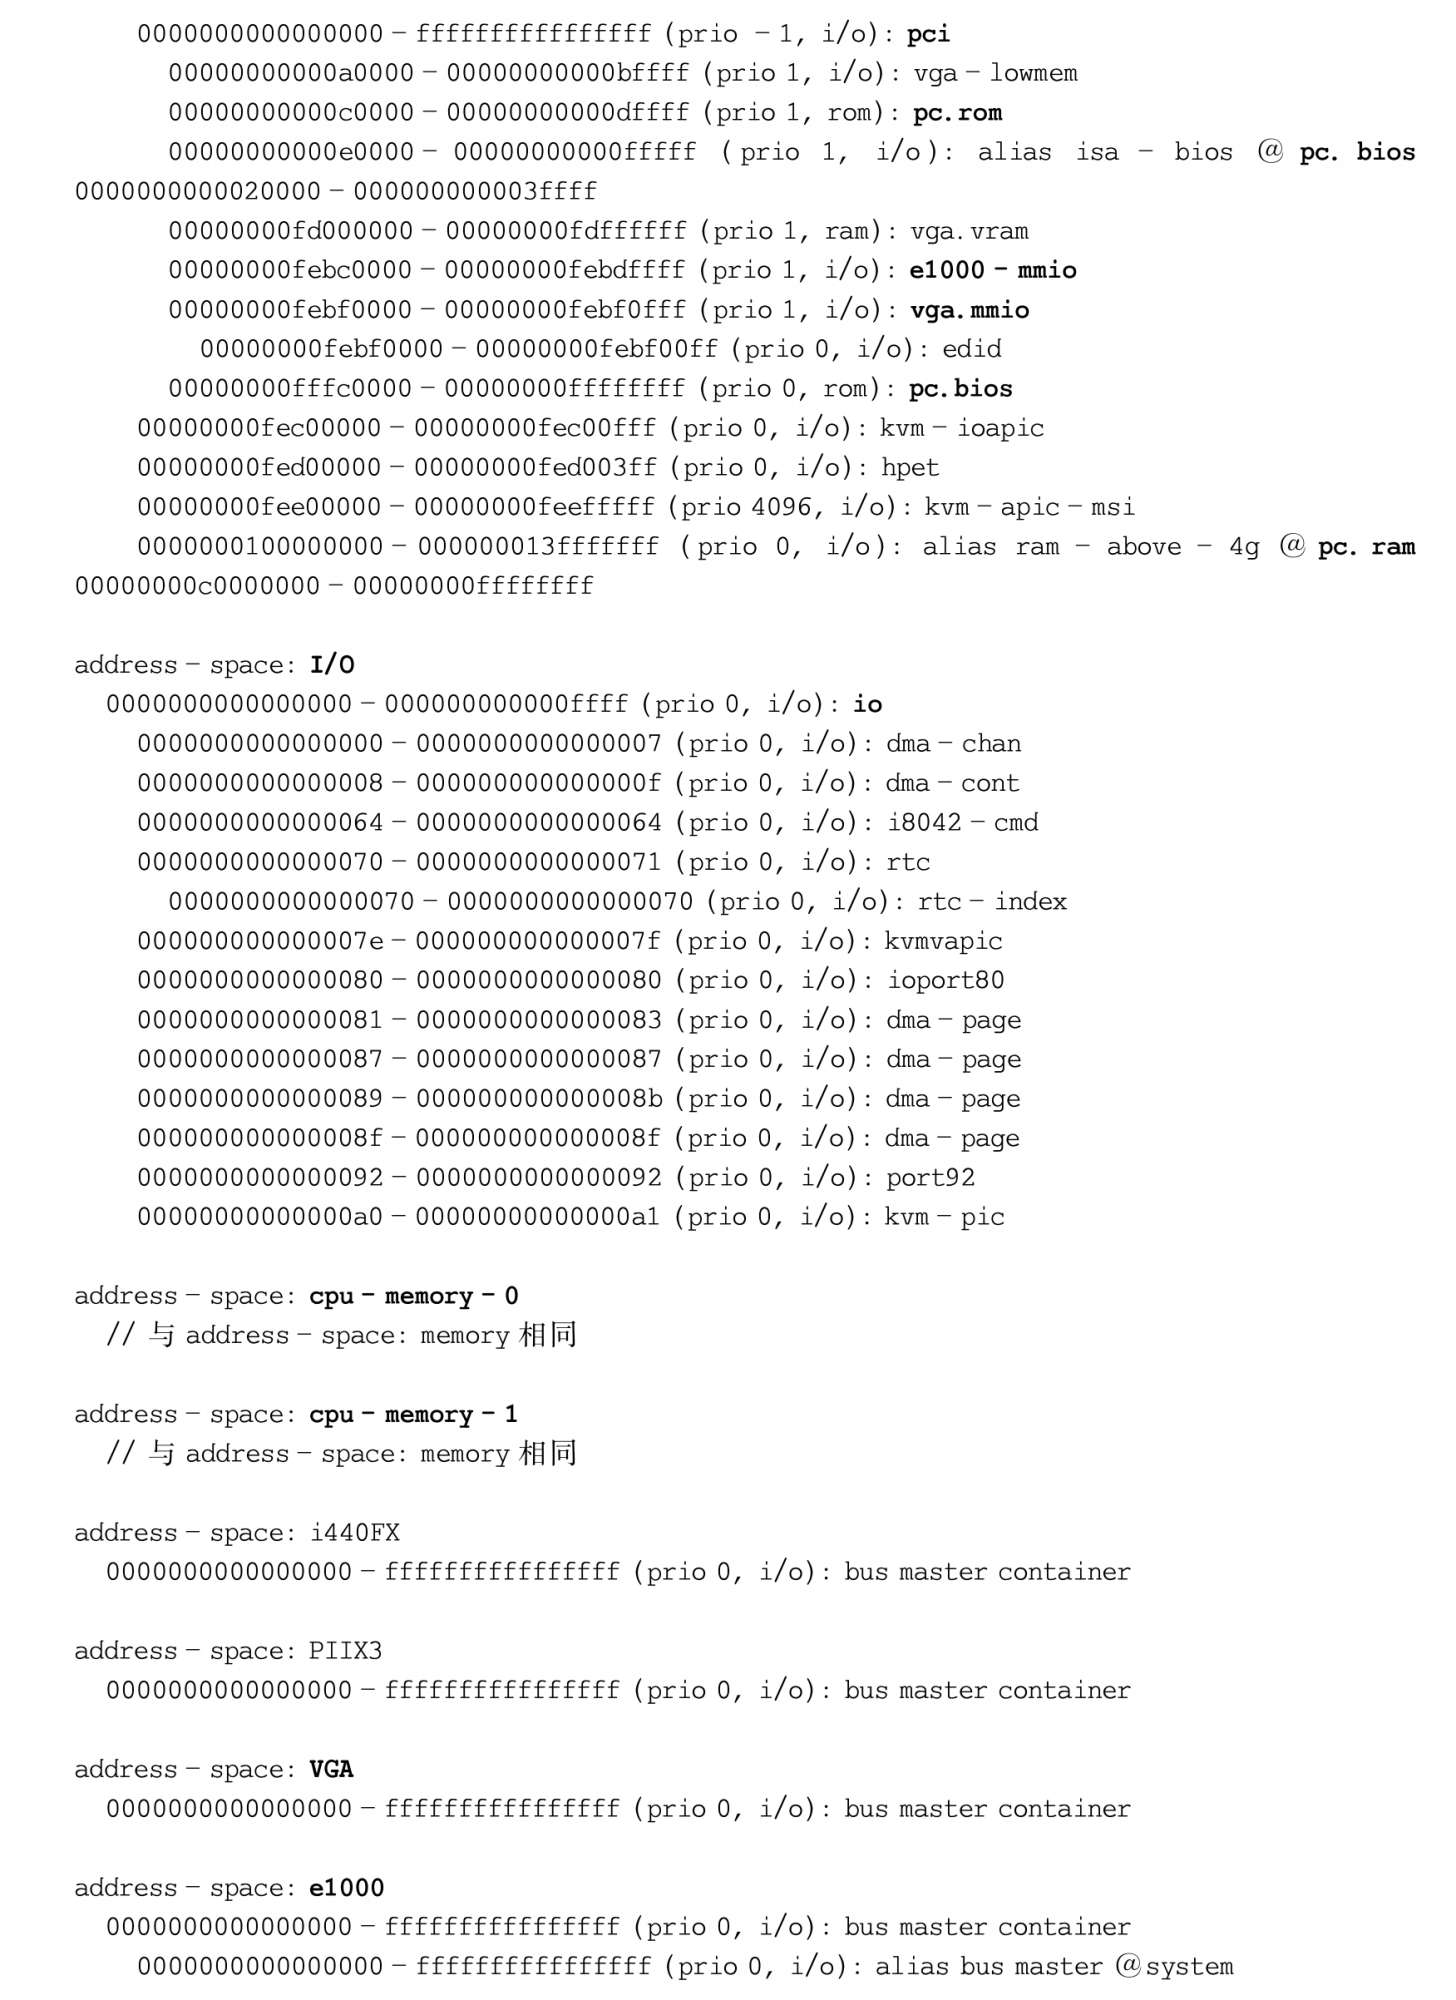 0000000000000000-ffffffffffffffff (prio -1, i/o): pci
00000000000a0000-00000000000bffff (prio 1, i/o): vga-lowmem
00000000000c0000-00000000000dffff (prio 1, rom): pc.rom
00000000000e0000-00000000000fffff (prio 1, i/o): alias isa-bios @pc.bios
0000000000020000-000000000003ffff
00000000fd000000-00000000fdffffff (prio 1, ram): vga.vram
00000000febc0000-00000000febdffff (prio 1, i/o): e1000-mmio
00000000febf0000-00000000febf0fff (prio 1, i/o): vga.mmio
00000000febf0000-00000000febf00ff (prio 0, i/o): edid
00000000fffc0000-00000000ffffffff (prio 0, rom): pc.bios
00000000fec00000-00000000fec00fff (prio 0, i/o): kvm-ioapic
00000000fed00000-00000000fed003ff (prio 0, i/o): hpet
00000000fee00000-00000000feefffff (prio 4096, i/o): kvm-apic-msi
0000000100000000-000000013fffffff (prio 0, i/o): alias ram-above-4g @pc.ram
00000000c0000000-00000000ffffffff
address-space: I/O
0000000000000000-000000000000ffff (prio 0, i/o): io
0000000000000000-0000000000000007 (prio 0, i/o): dma-chan
0000000000000008-000000000000000f (prio 0, i/o): dma-cont
0000000000000064-0000000000000064 (prio 0, i/o): i8042-cmd
0000000000000070-0000000000000071 (prio 0, i/o): rtc
0000000000000070-0000000000000070 (prio 0, i/o): rtc-index
000000000000007e-000000000000007f (prio 0, i/o): kvmvapic
0000000000000080-0000000000000080 (prio 0, i/o): ioport80
0000000000000081-0000000000000083 (prio 0, i/o): dma-page
0000000000000087-0000000000000087 (prio 0, i/o): dma-page
0000000000000089-000000000000008b (prio 0, i/o): dma-page
000000000000008f-000000000000008f (prio 0, i/o): dma-page
0000000000000092-0000000000000092 (prio 0, i/o): port92
00000000000000a0-00000000000000a1 (prio 0, i/o): kvm-pic
address-space: cpu-memory-0
// 与 address-space: memory 相同
address-space: cpu-memory-1
// 与 address-space: memory 相同
address-space: i440FX
0000000000000000-ffffffffffffffff (prio 0, i/o): bus master container
address-space: PIIX3
0000000000000000-ffffffffffffffff (prio 0, i/o): bus master container
address-space: VGA
0000000000000000-ffffffffffffffff (prio 0, i/o): bus master container
address-space: e1000
0000000000000000-ffffffffffffffff (prio 0, i/o): bus master container
0000000000000000-ffffffffffffffff (prio 0, i/o): alias bus master @system